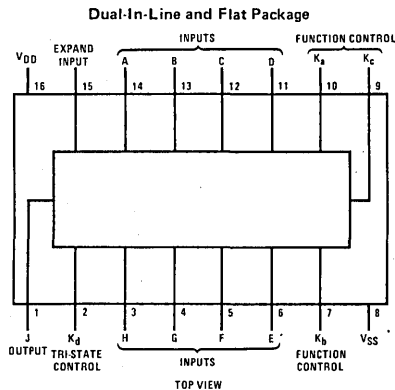 Dual-In-Line and Flat Package
INPUTS
FUNCTION CONTROL
VDD
EXPAND
INPUT
A
B
C
D
Ka
Kc
16
15
14
13
12
11
10
9
1
2
3
4
5
6
7
8
J
OUTPUT
Kd
TRI-STATE
CONTROL
H
G
F
E
INPUTS
Kb
FUNCTION
CONTROL
VSS
TOP VIEW